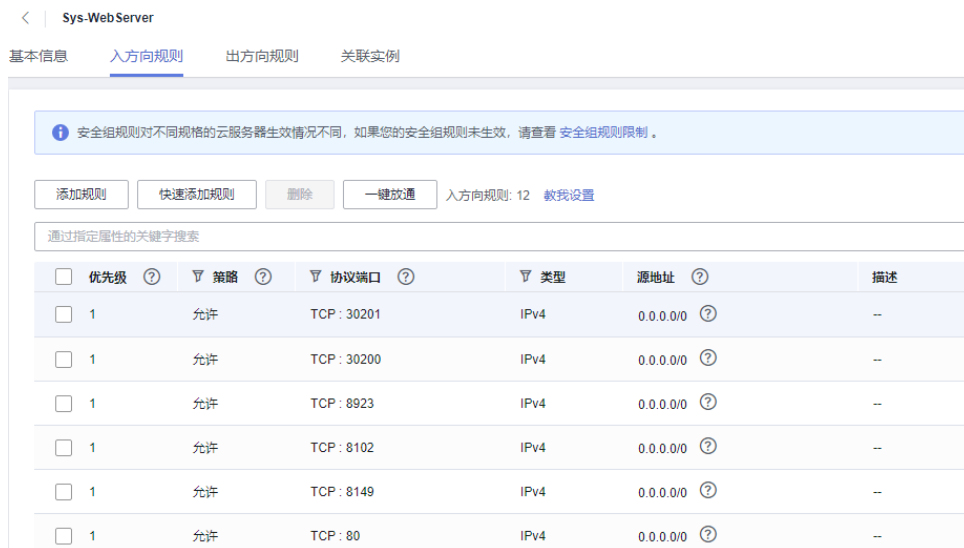 Sys-WebServer
基本信息 入方向规则 出方向规则 关联实例
安全组规则对不同规格的云服务器生效情况不同，如果您的安全组规则未生效，请查看 安全组规则限制 。
添加规则 快速添加规则 删除 一键放通 入方向规则: 12 教我设置
通过指定属性的关键字搜索
优先级 策略 协议端口 类型 源地址 描述
1 允许 TCP : 30201 IPv4 0.0.0.0/0 --
1 允许 TCP : 30200 IPv4 0.0.0.0/0 --
1 允许 TCP : 8923 IPv4 0.0.0.0/0 --
1 允许 TCP : 8102 IPv4 0.0.0.0/0 --
1 允许 TCP : 8149 IPv4 0.0.0.0/0 --
1 允许 TCP : 80 IPv4 0.0.0.0/0 --